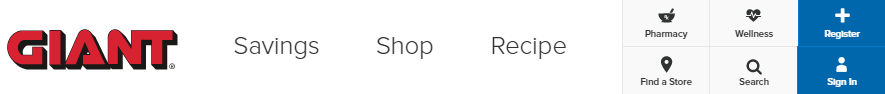 GIANT®
Savings Shop Recipe
Pharmacy Wellness Register
Find a Store Search Sign In